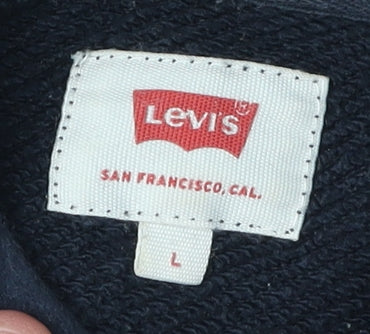 Levi's®
SAN FRANCISCO, CAL.
L